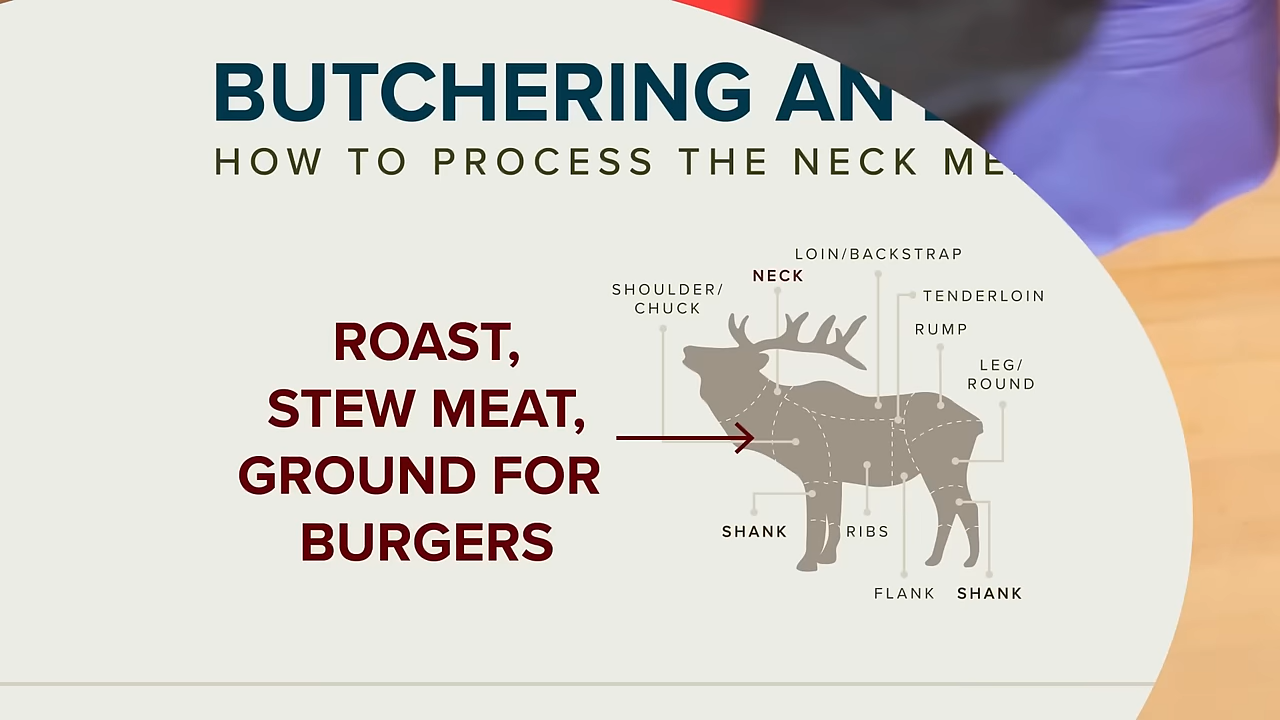 BUTCHERING AN
HOW TO PROCESS THE NECK
LOIN/BACKSTRAP
NECK
SHOULDER/
CHUCK
TENDERLOIN
RUMP
LEG/
ROUND
ROAST,
STEW MEAT,
GROUND FOR
BURGERS
SHANK
RIBS
FLANK
SHANK